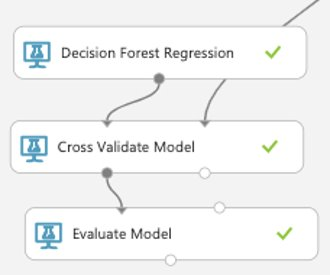 Decision Forest Regression
Cross Validate Model
Evaluate Model